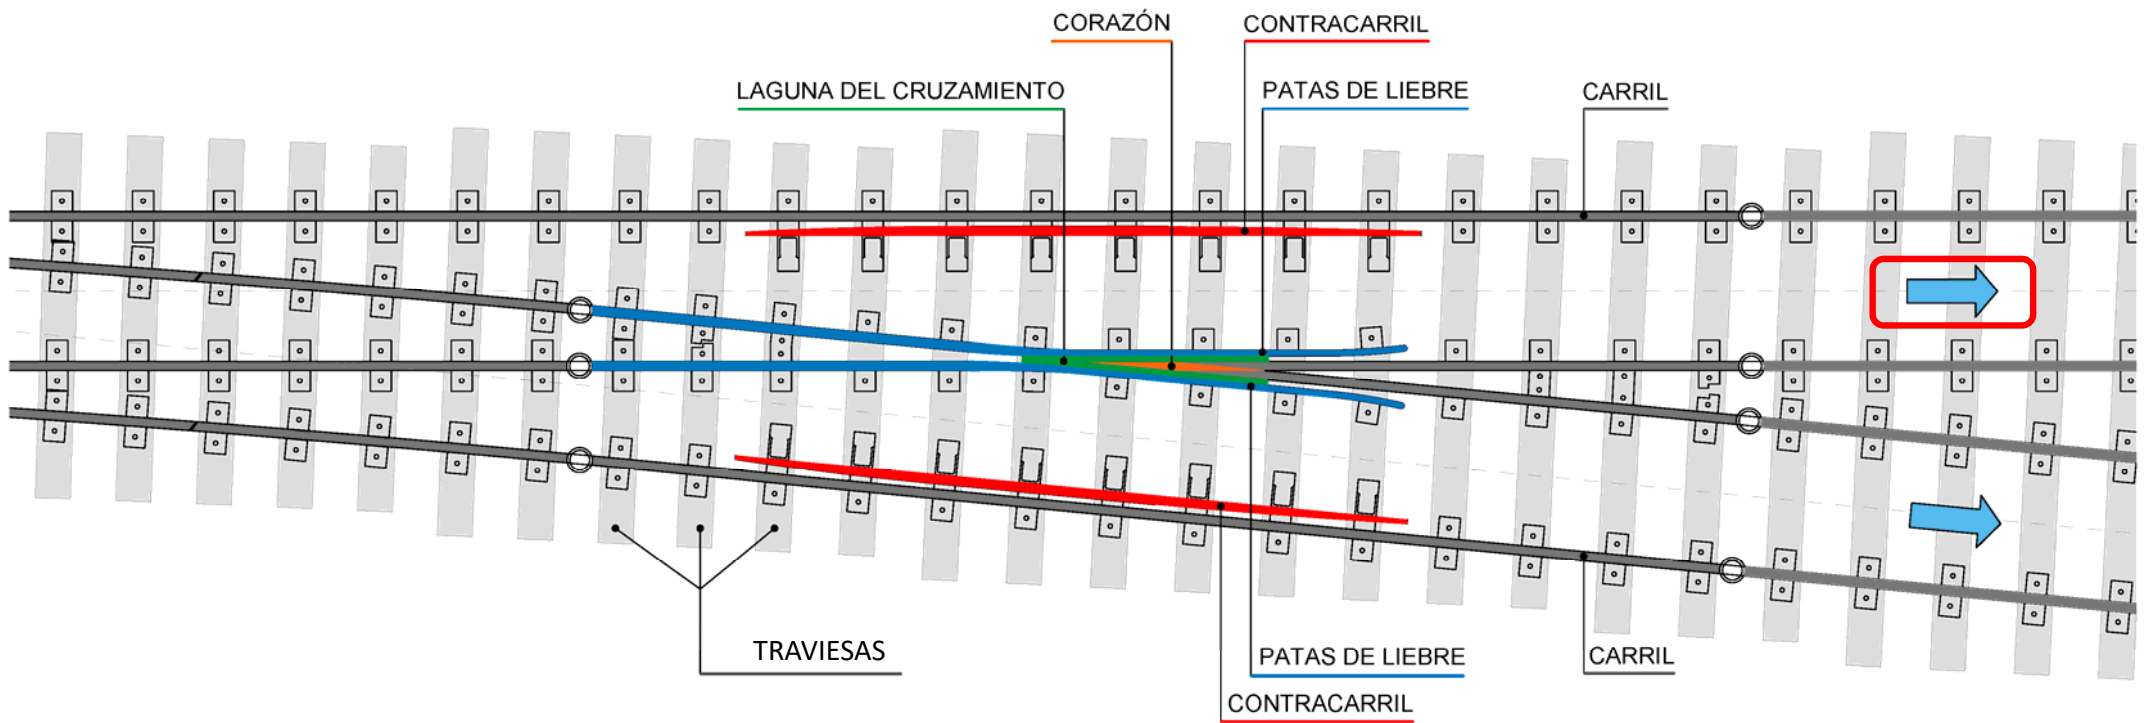 CORAZÓN
CONTRACARRIL
LAGUNA DEL CRUZAMIENTO
PATAS DE LIEBRE
CARRIL
TRAVIESAS
PATAS DE LIEBRE
CARRIL
CONTRACARRIL